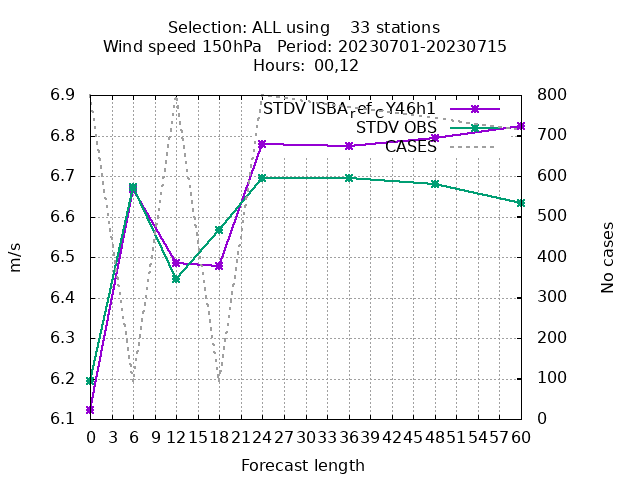 Selection: ALL using    33 stations
Wind speed 150hPa   Period: 20230701-20230715
Hours:  00,12
STDV ISBA_ref_CY46h1
STDV OBS
CASES
6.9
6.8
6.7
6.6
6.5
6.4
6.3
6.2
6.1
800
700
600
500
400
300
200
100
0
m/s
No cases
0 3 6 9 12 15 18 21 24 27 30 33 36 39 42 45 48 51 54 57 60
Forecast length